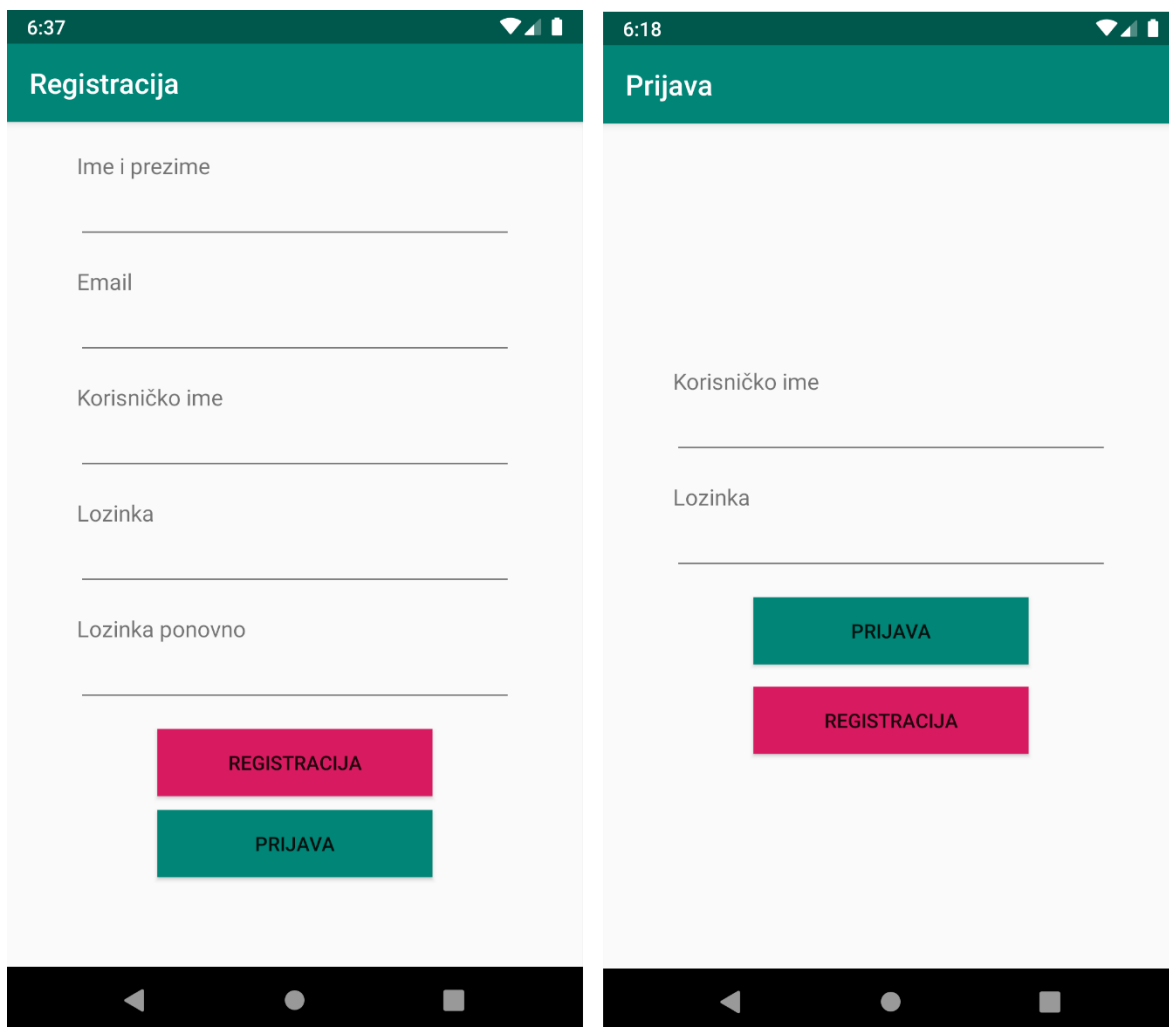 6:37
Registracija
Ime i prezime
Email
Korisničko ime
Lozinka
Lozinka ponovno
REGISTRACIJA
PRIJAVA
6:18
Prijava
Korisničko ime
Lozinka
PRIJAVA
REGISTRACIJA